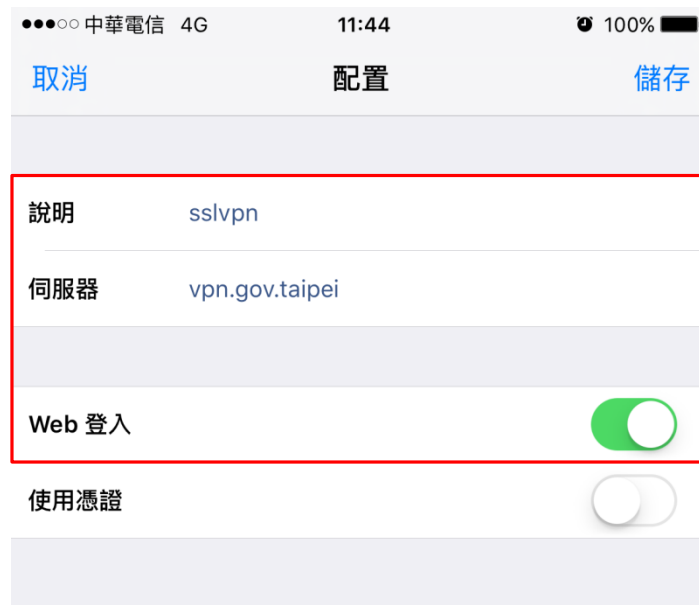 中華電信 4G 11:44 100%
取消 配置 儲存
說明 sslvpn
伺服器 vpn.gov.taipei
Web 登入
使用憑證